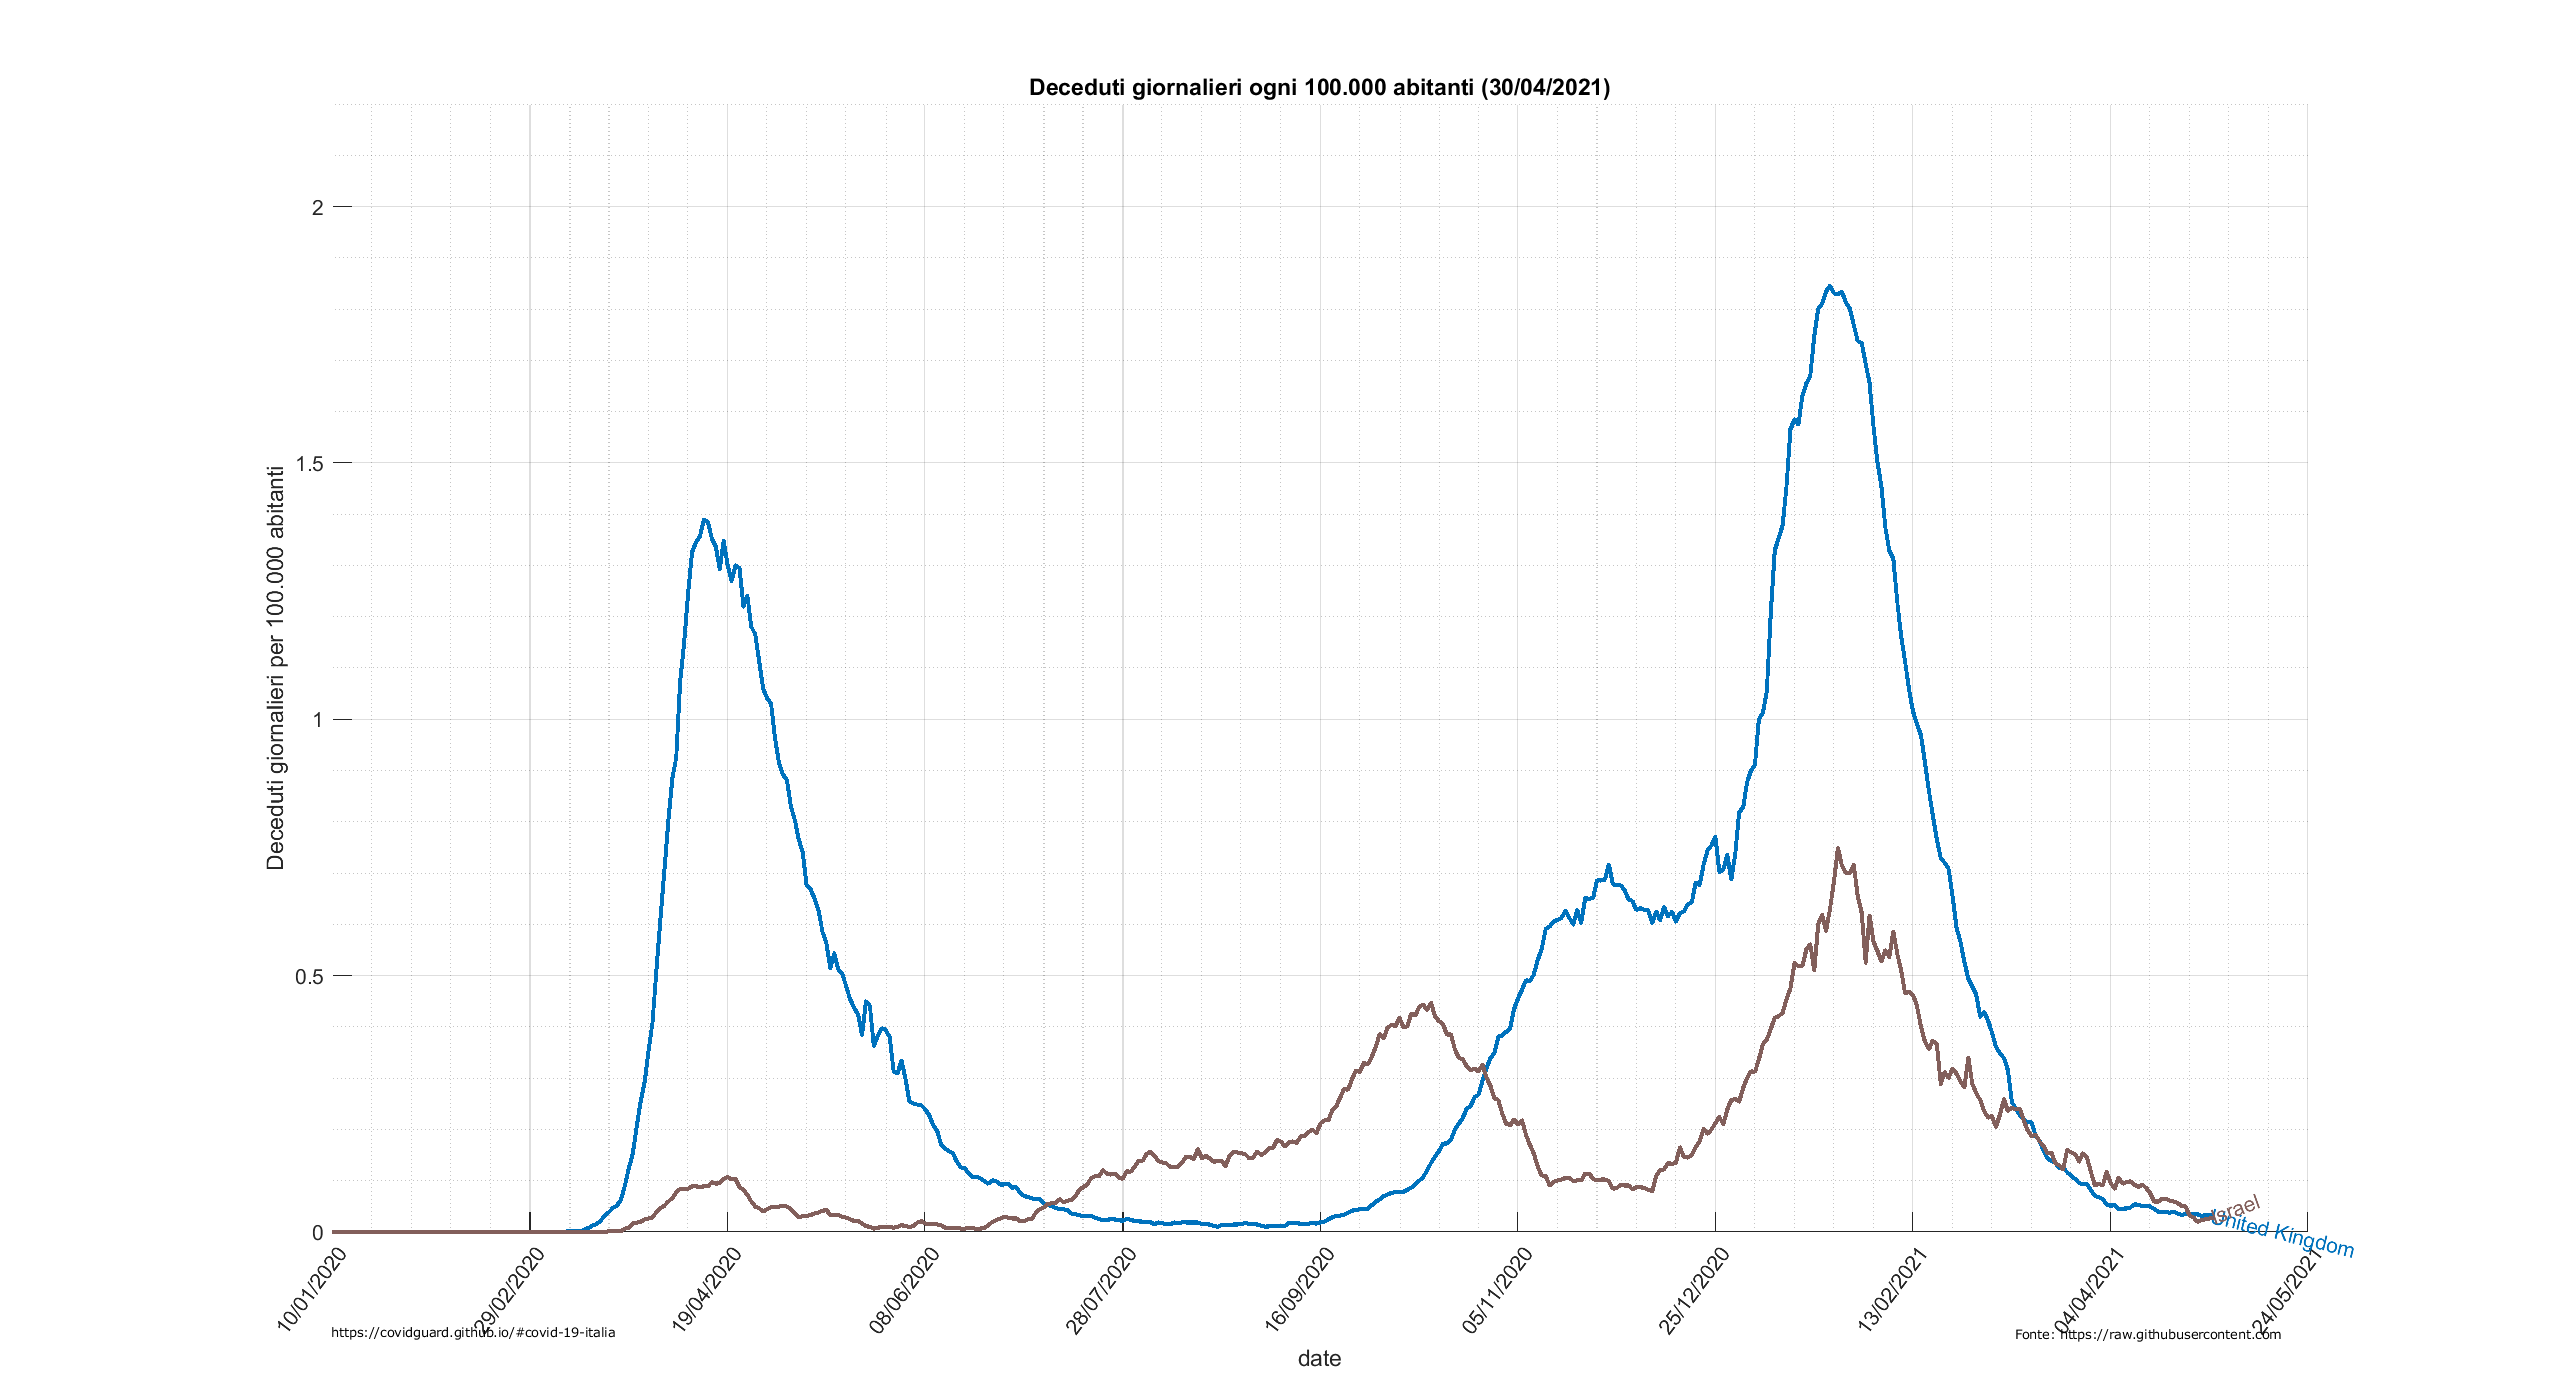 Deceduti giornalieri ogni 100.000 abitanti (30/04/2021)
Deceduti giornalieri per 100.000 abitanti
2
1.5
1
0.5
0
Israel
United Kingdom
10/01/2020
29/02/2020
19/04/2020
08/06/2020
28/07/2020
16/09/2020
05/11/2020
25/12/2020
13/02/2021
04/04/2021
24/05/2021
https://covidguard.github.io/#covid-19-italia
Fonte: https://raw.githubusercontent.com
date